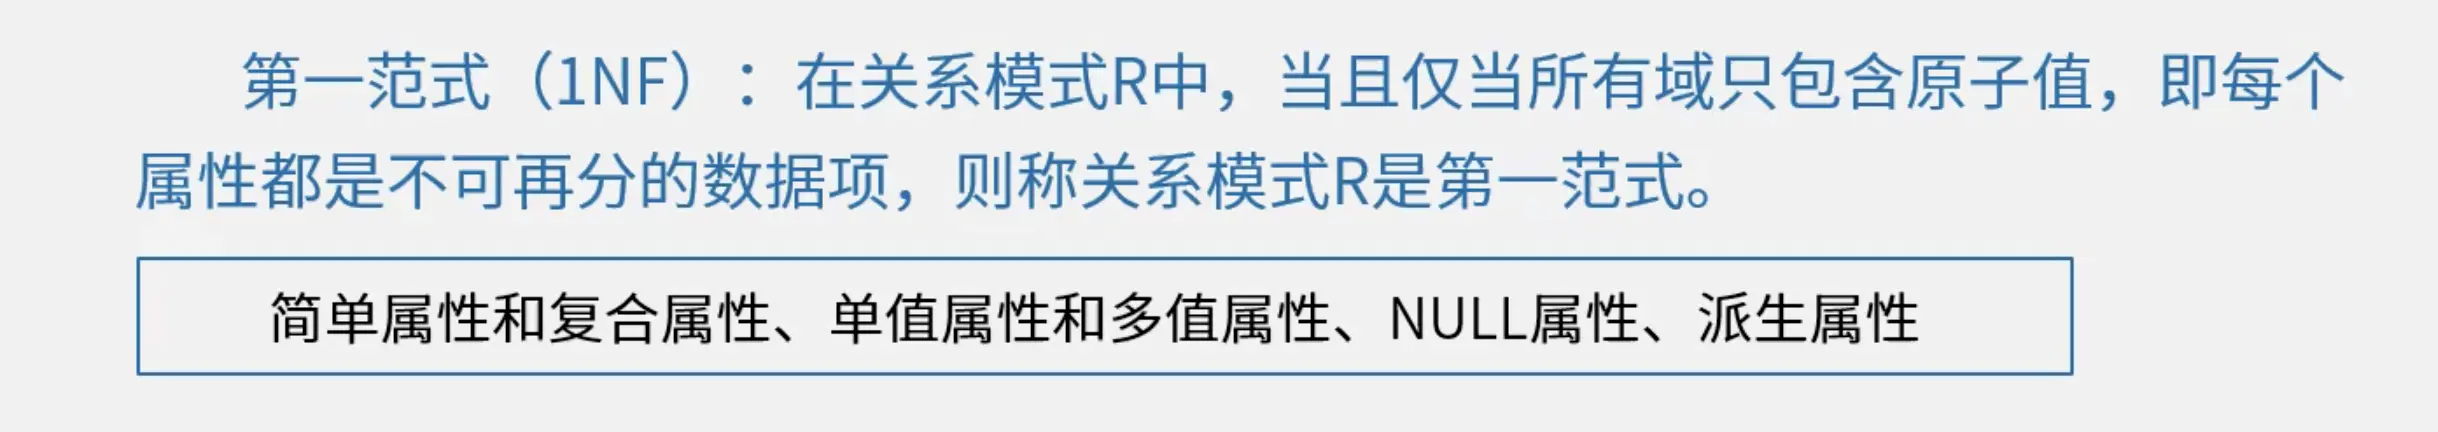 第一范式（1NF）：在关系模式R中，当且仅当所有域只包含原子值，即每个
属性都是不可再分的数据项，则称关系模式R是第一范式。
简单属性和复合属性、单值属性和多值属性、NULL属性、派生属性